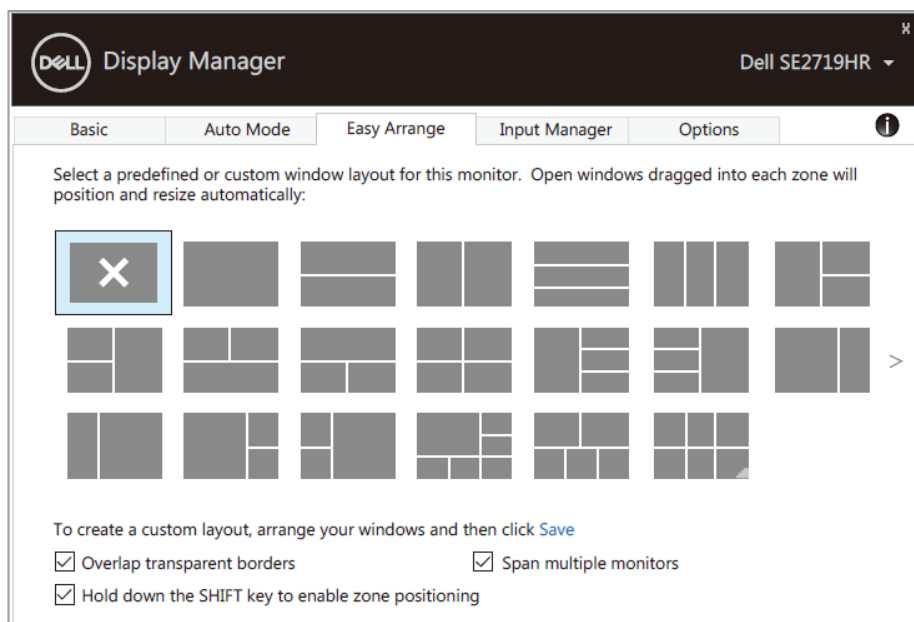 x
DELL Display Manager Dell SE2719HR
Basic Auto Mode Easy Arrange Input Manager Options i
Select a predefined or custom window layout for this monitor. Open windows dragged into each zone will
position and resize automatically:
>
To create a custom layout, arrange your windows and then click Save
Overlap transparent borders Span multiple monitors
Hold down the SHIFT key to enable zone positioning